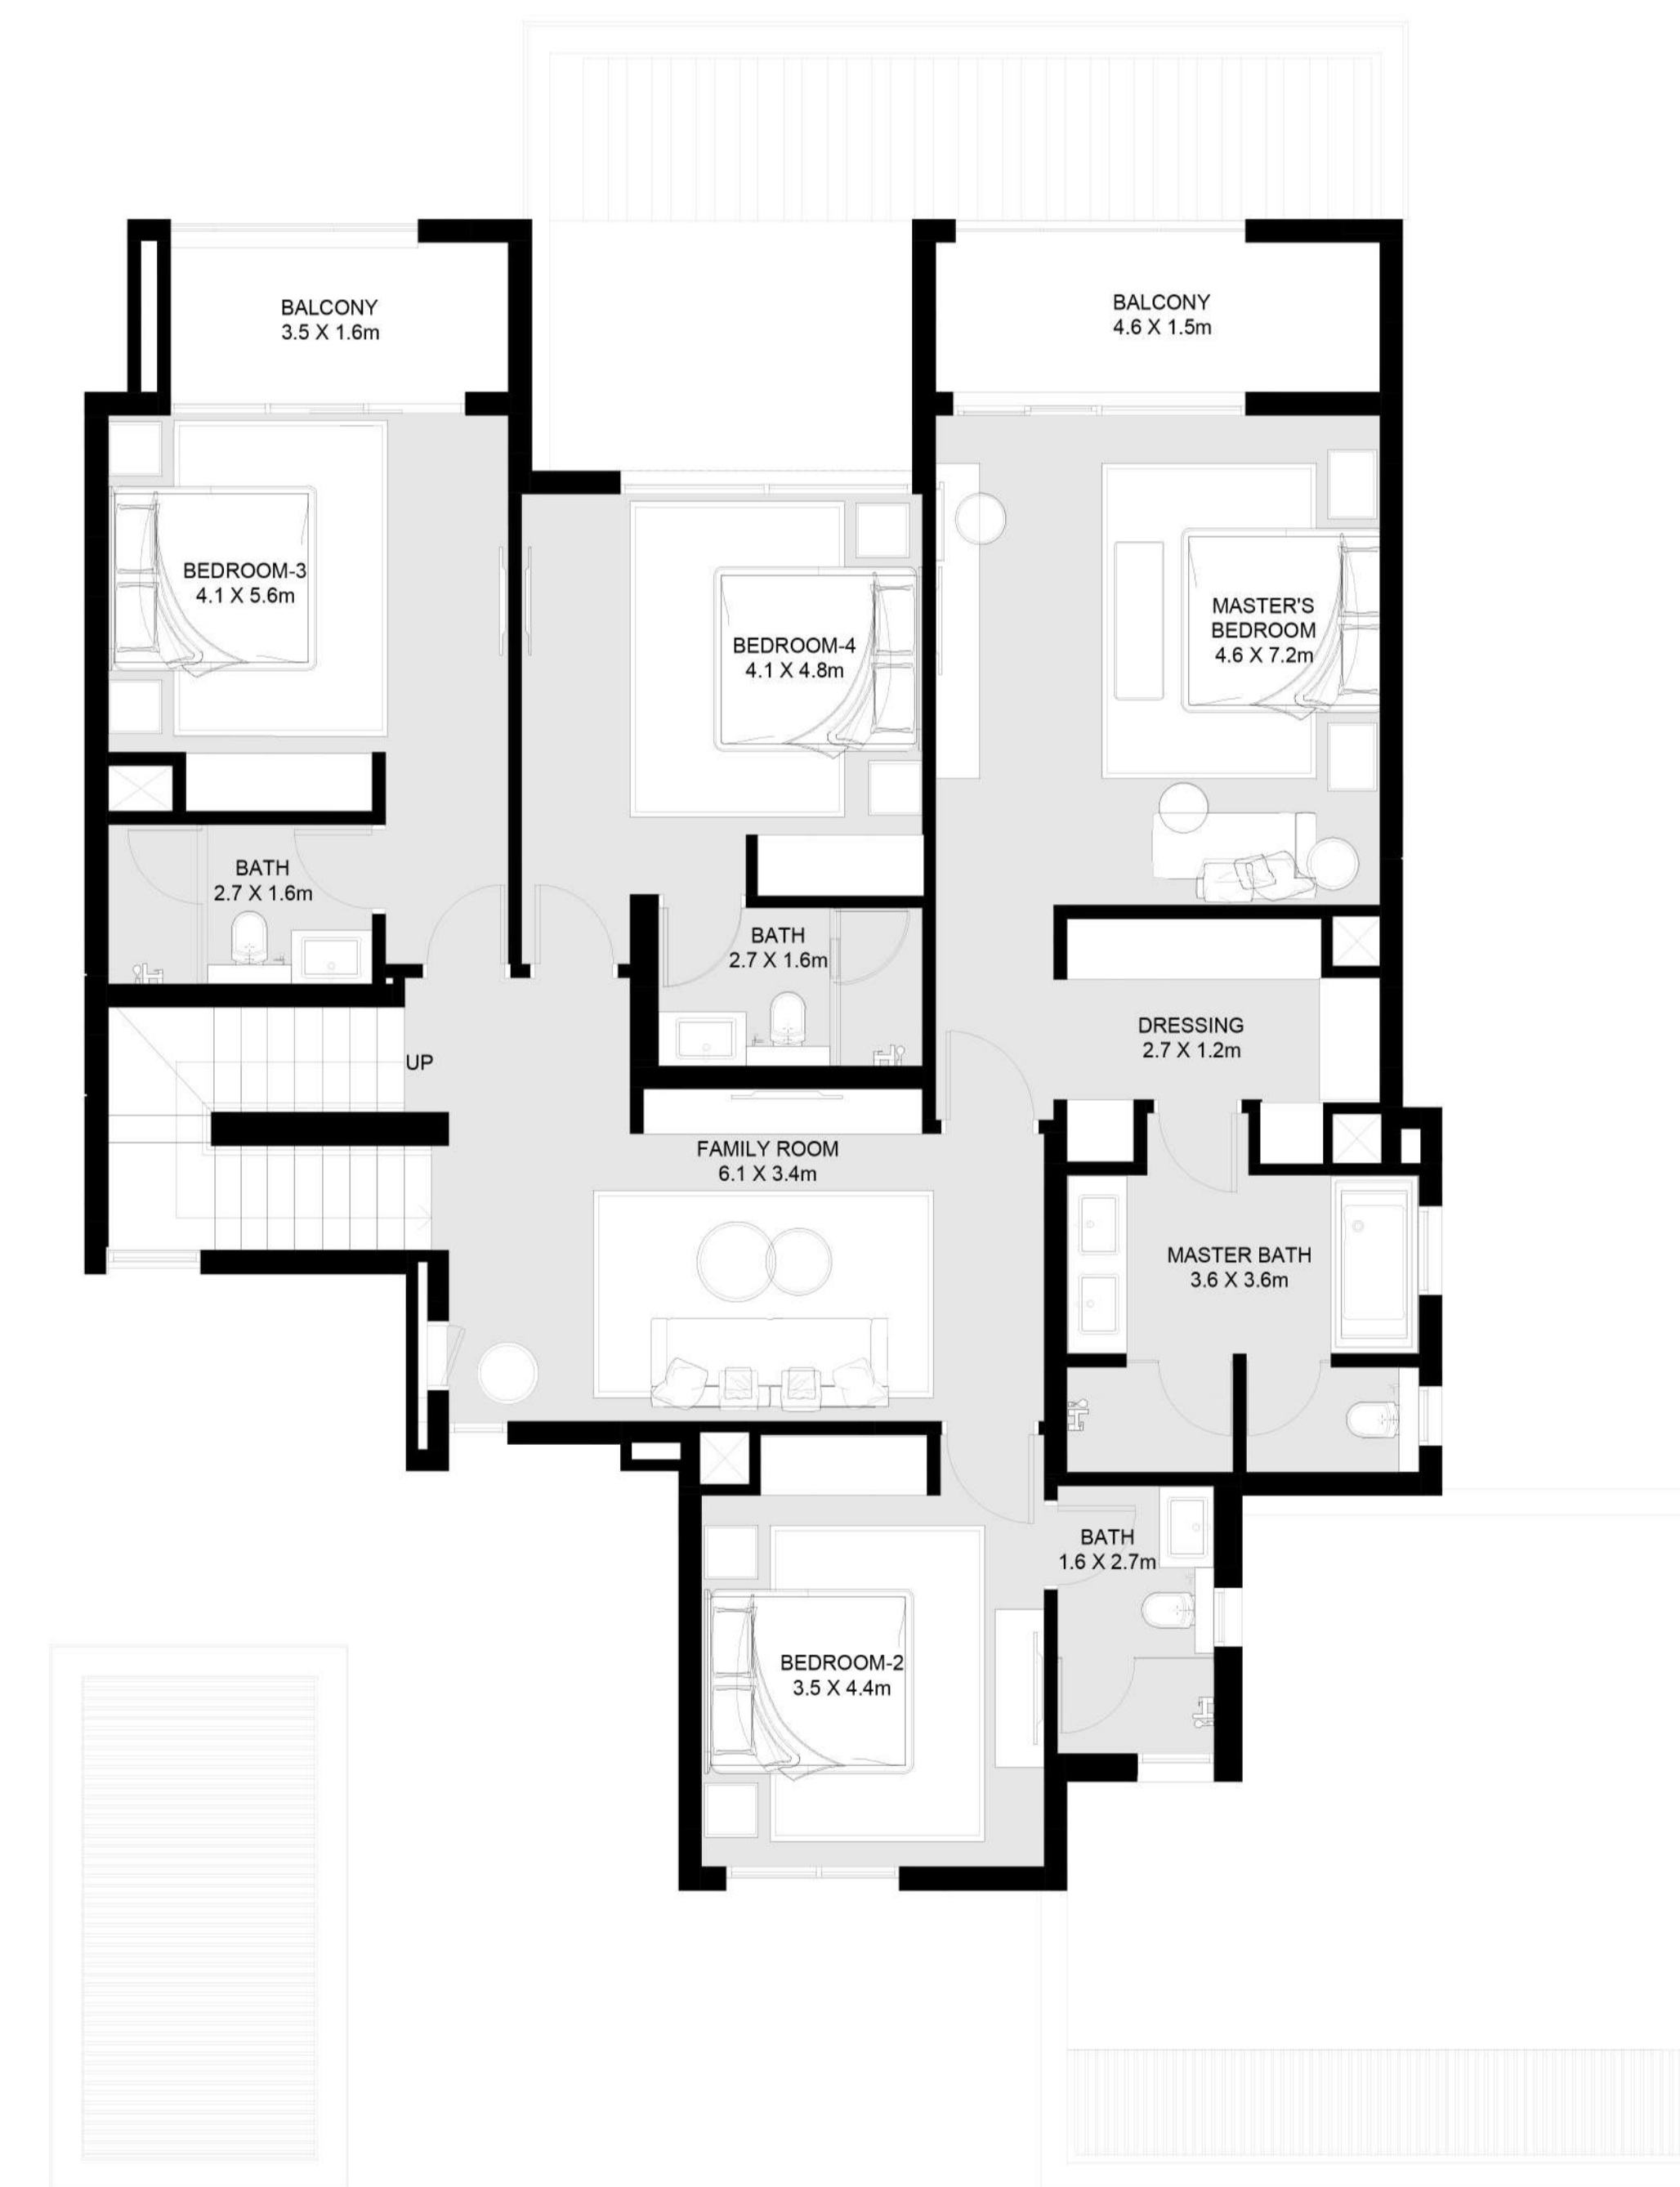 BALCONY
3.5 X 1.6m
BALCONY
4.6 X 1.5m
BEDROOM-3
4.1 X 5.6m
MASTER'S
BEDROOM
4.6 X 7.2m
BEDROOM-4
4.1 X 4.8m
BATH
2.7 X 1.6m
BATH
2.7 X 1.6m
DRESSING
2.7 X 1.2m
UP
FAMILY ROOM
6.1 X 3.4m
MASTER BATH
3.6 X 3.6m
BATH
1.6 X 2.7m
BEDROOM-2
3.5 X 4.4m